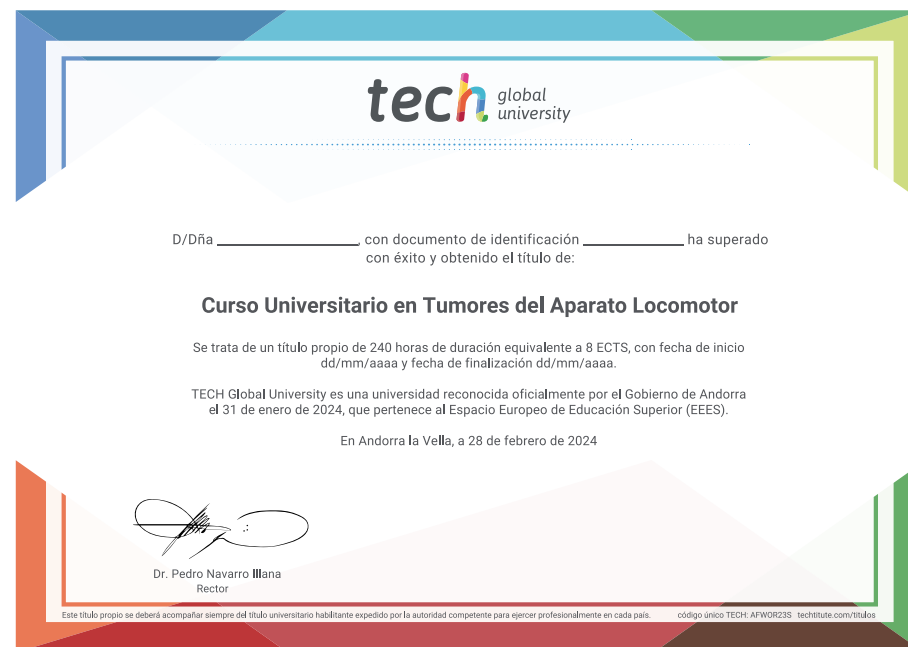 tech global university
D/Dña ____________________, con documento de identificación ______________ ha superado
con éxito y obtenido el título de:
Curso Universitario en Tumores del Aparato Locomotor
Se trata de un título propio de 240 horas de duración equivalente a 8 ECTS, con fecha de inicio
dd/mm/aaaa y fecha de finalización dd/mm/aaaa.
TECH Global University es una universidad reconocida oficialmente por el Gobierno de Andorra
el 31 de enero de 2024, que pertenece al Espacio Europeo de Educación Superior (EEES).
En Andorra la Vella, a 28 de febrero de 2024
Dr. Pedro Navarro Illana
Rector
Este título propio se deberá acompañar siempre del título universitario habilitante expedido por la autoridad competente para ejercer profesionalmente en cada país. código único TECH: AFWOR23S techtitute.com/titulos